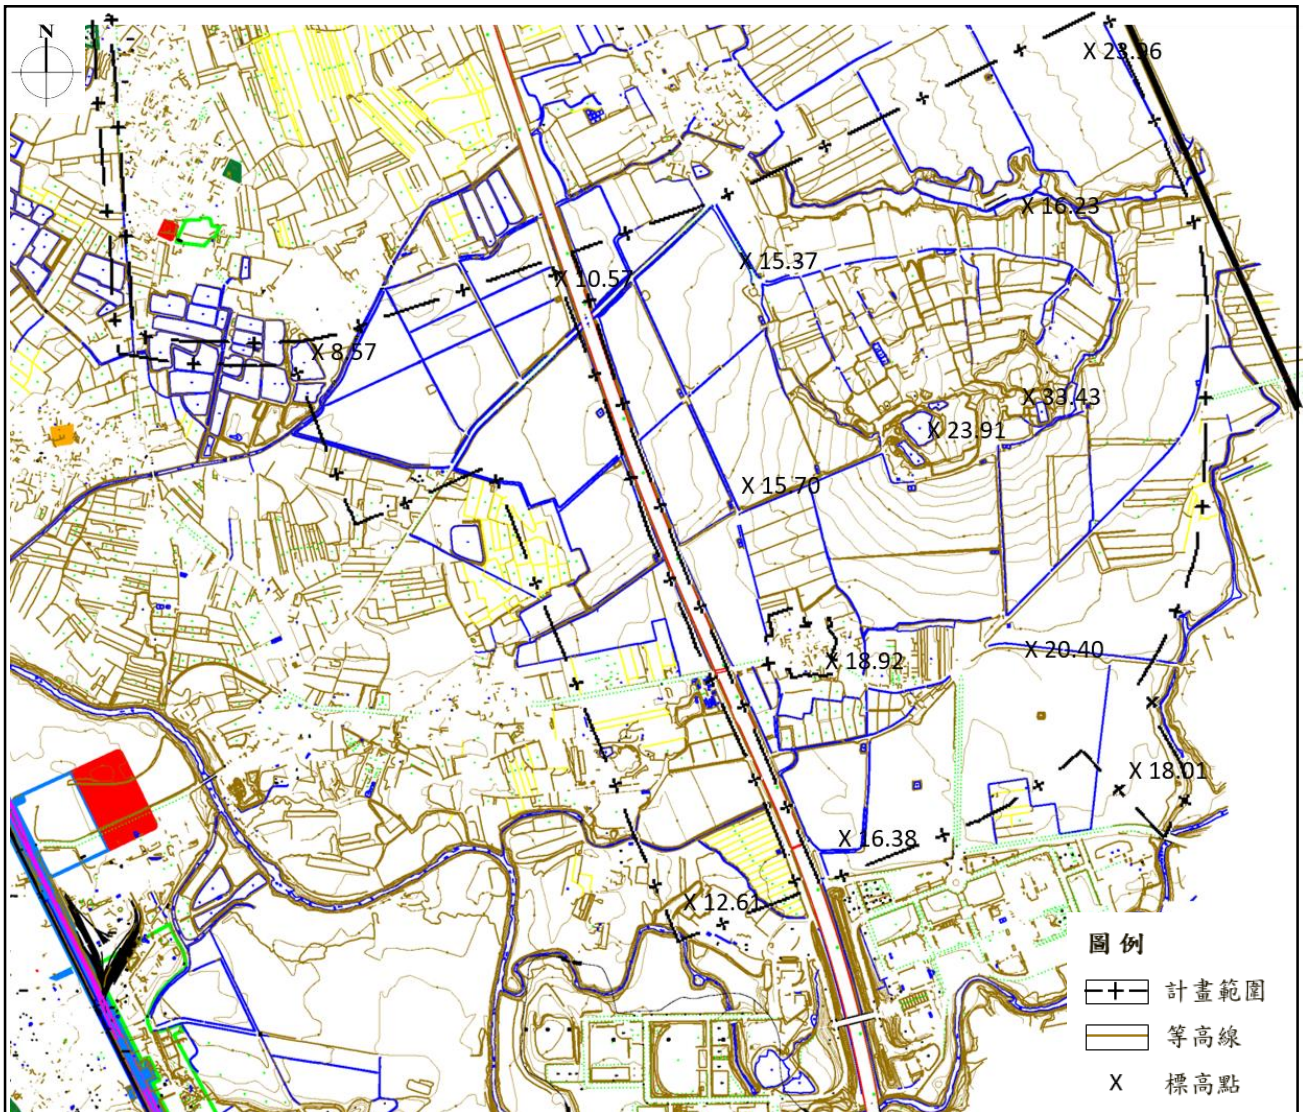 N
X 23.96
X 16.23
X 15.37
X 10.57
X 8.57
X 33.43
X 23.91
X 15.70
X 20.40
X 18.92
X 18.01
X 16.38
X 12.61
圖例
計畫範圍
等高線
X 標高點